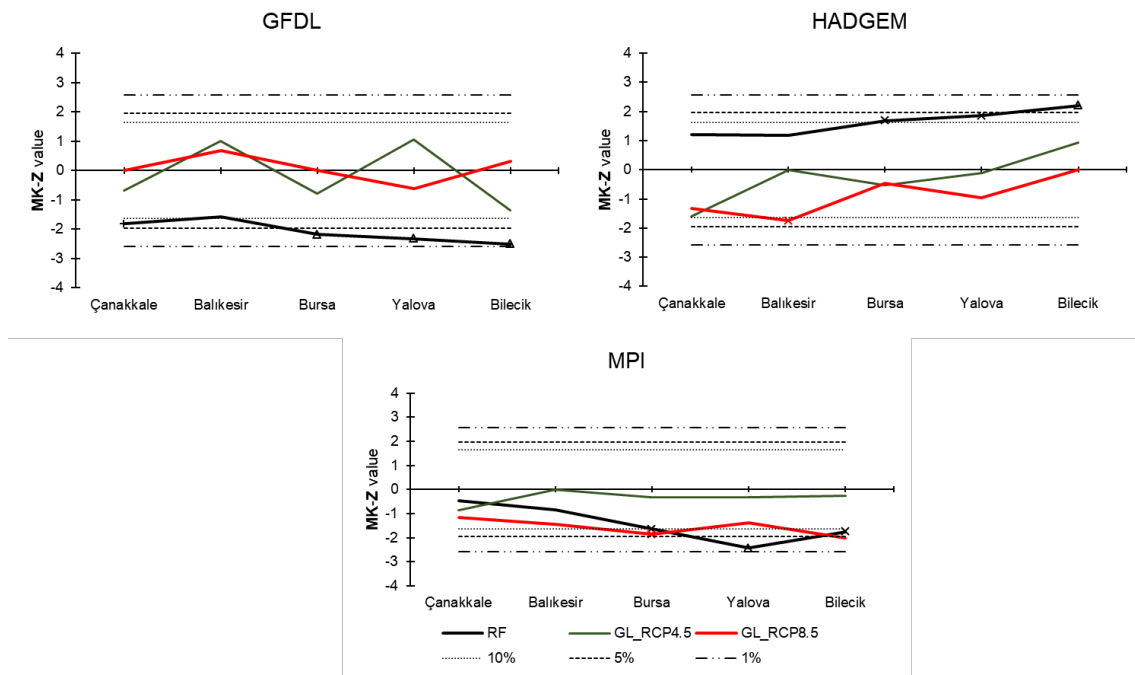 GFDL
MK-Z value
4
3
2
1
0
-1
-2
-3
-4
Çanakkale Balıkesir Bursa Yalova Bilecik
HADGEM
MK-Z value
4
3
2
1
0
-1
-2
-3
-4
Çanakkale Balıkesir Bursa Yalova Bilecik
MPI
MK-Z value
4
3
2
1
0
-1
-2
-3
-4
Çanakkale Balıkesir Bursa Yalova Bilecik
RF GL_RCP4.5 GL_RCP8.5
10% 5% 1%